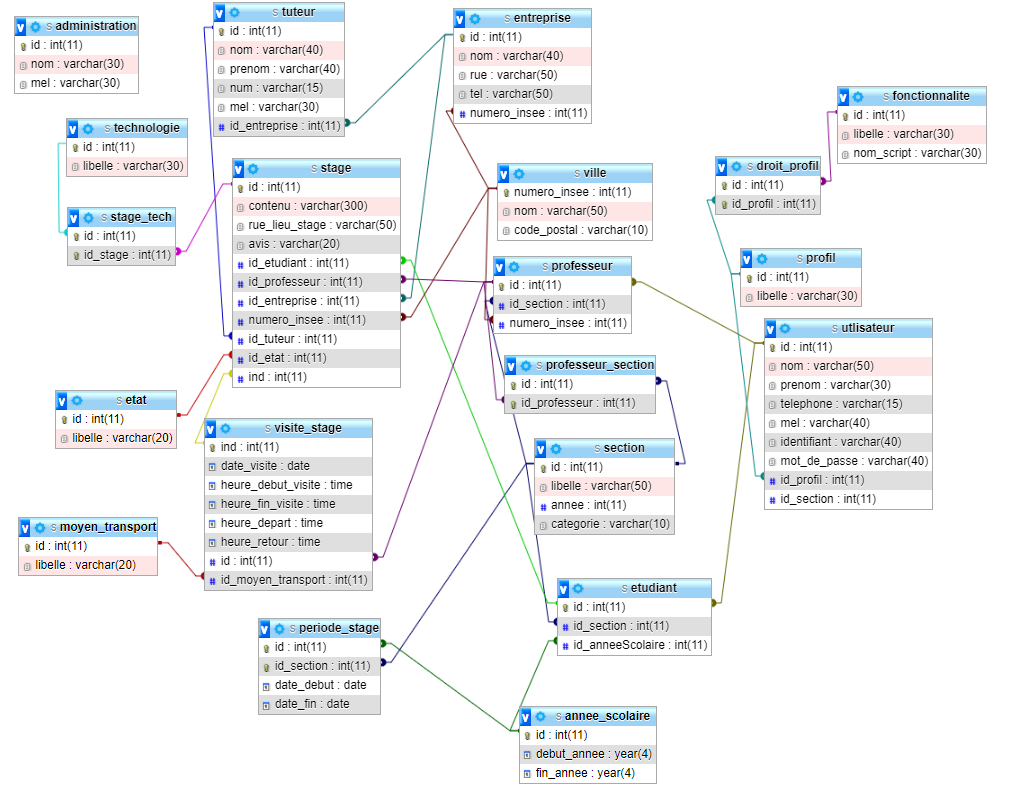 administration
id : int(11)
nom : varchar(30)
mel : varchar(30)
tuteur
id : int(11)
nom : varchar(40)
prenom : varchar(40)
num : varchar(15)
mel : varchar(30)
id_entreprise : int(11)
entreprise
id : int(11)
nom : varchar(40)
rue : varchar(50)
tel : varchar(50)
numero_insee : int(11)
fonctionnalite
id : int(11)
libelle : varchar(30)
nom_script : varchar(30)
technologie
id : int(11)
libelle : varchar(30)
stage
id : int(11)
contenu : varchar(300)
rue_lieu_stage : varchar(50)
avis : varchar(20)
id_etudiant : int(11)
id_professeur : int(11)
id_entreprise : int(11)
numero_insee : int(11)
id_tuteur : int(11)
id_etat : int(11)
ind : int(11)
ville
numero_insee : int(11)
nom : varchar(50)
code_postal : varchar(10)
droit_profil
id : int(11)
id_profil : int(11)
stage_tech
id : int(11)
id_stage : int(11)
professeur
id : int(11)
id_section : int(11)
numero_insee : int(11)
profil
id : int(11)
libelle : varchar(30)
utlisateur
id : int(11)
nom : varchar(50)
prenom : varchar(30)
telephone : varchar(15)
mel : varchar(40)
identifiant : varchar(40)
mot_de_passe : varchar(40)
id_profil : int(11)
id_section : int(11)
professeur_section
id : int(11)
id_professeur : int(11)
etat
id : int(11)
libelle : varchar(20)
visite_stage
ind : int(11)
date_visite : date
heure_debut_visite : time
heure_fin_visite : time
heure_depart : time
heure_retour : time
id : int(11)
id_moyen_transport : int(11)
section
id : int(11)
libelle : varchar(50)
annee : int(11)
categorie : varchar(10)
moyen_transport
id : int(11)
libelle : varchar(20)
etudiant
id : int(11)
id_section : int(11)
id_anneeScolaire : int(11)
periode_stage
id : int(11)
id_section : int(11)
date_debut : date
date_fin : date
annee_scolaire
id : int(11)
debut_annee : year(4)
fin_annee : year(4)